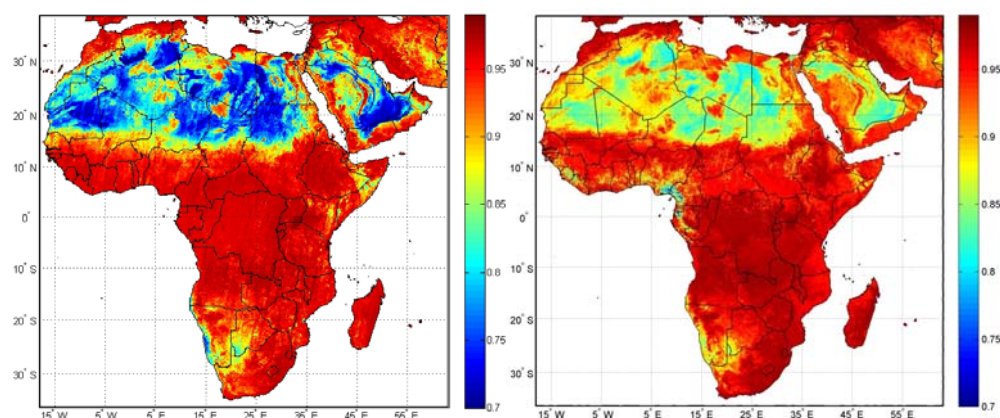 30° N
20° N
10° N
0°
10° S
20° S
30° S
15° W
5° W
5° E
15° E
25° E
35° E
45° E
55° E
0.95
0.9
0.85
0.8
0.75
0.7
30° N
20° N
10° N
0°
10° S
20° S
30° S
15° W
5° W
5° E
15° E
25° E
35° E
45° E
55° E
0.95
0.9
0.85
0.8
0.75
0.7